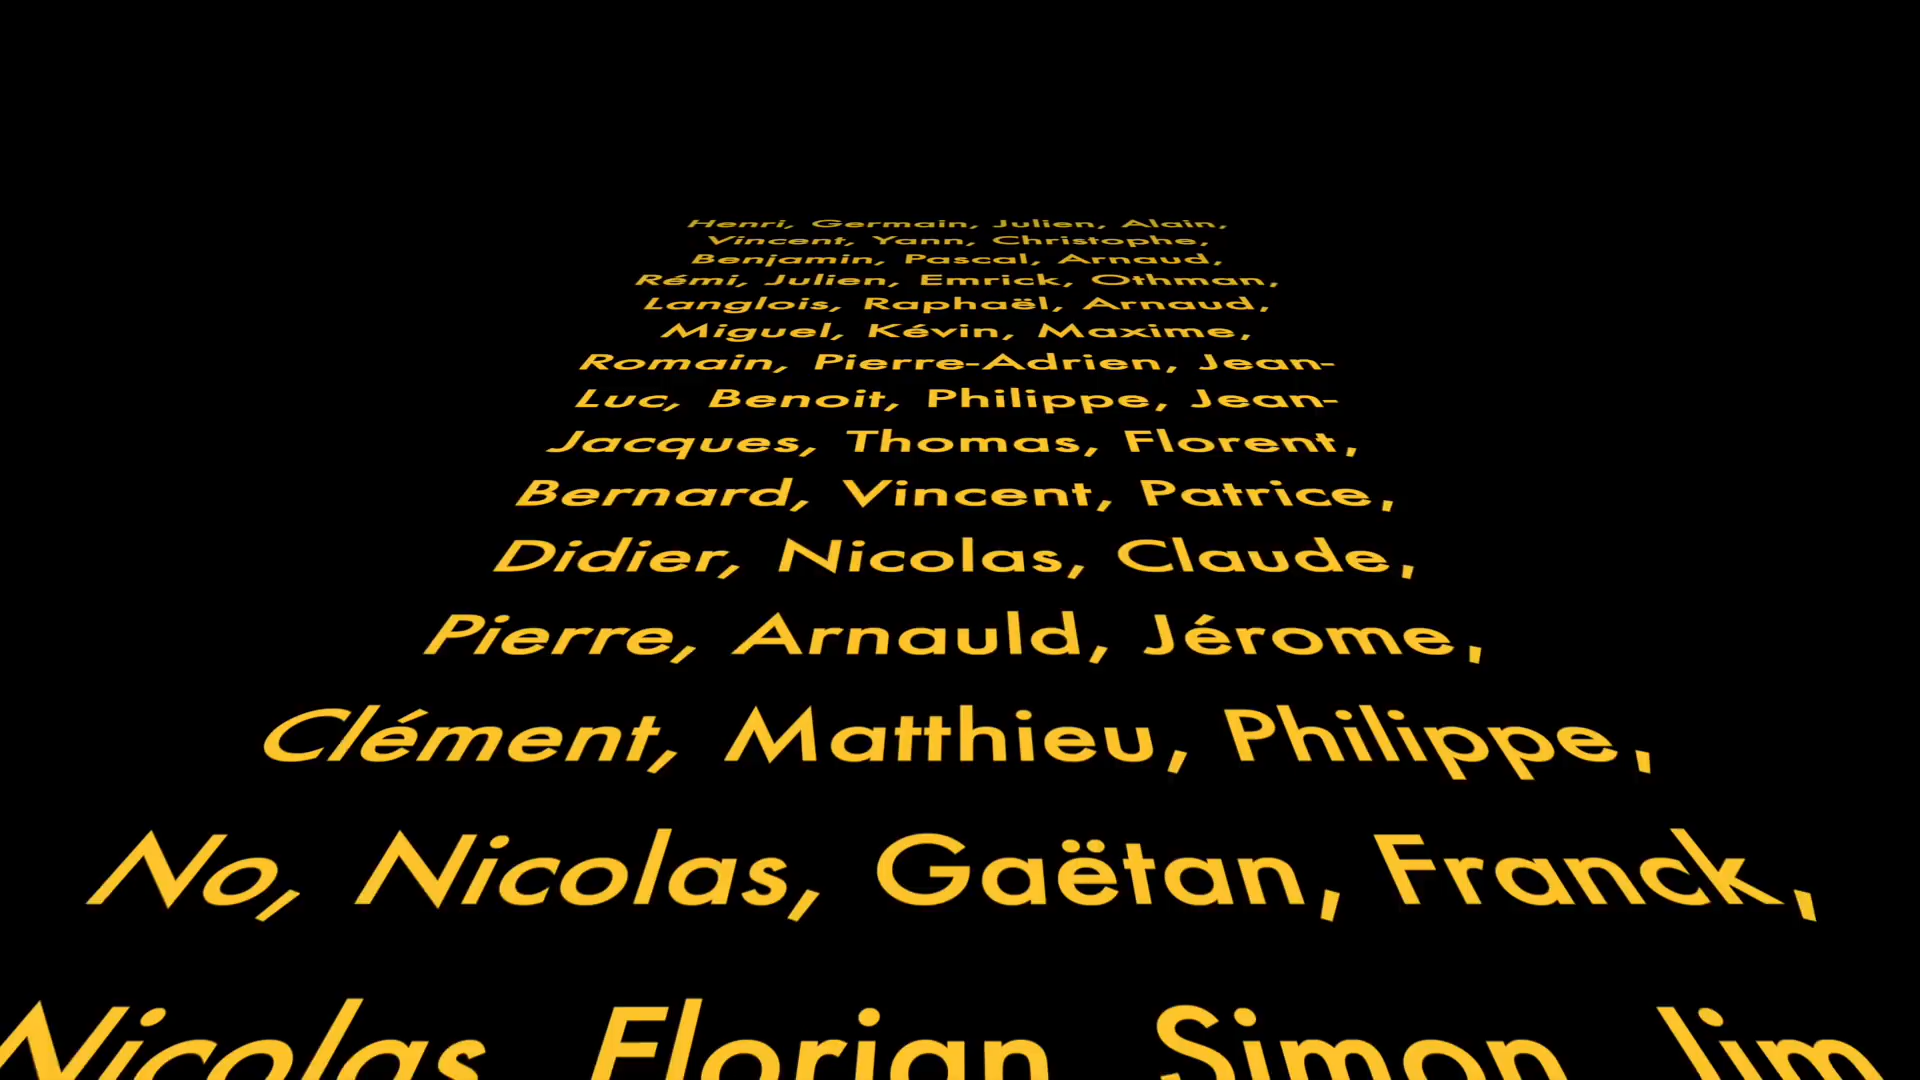 Henri, Germain, Julien, Alain,
Vincent, Yann, Christophe,
Benjamin, Pascal, Arnaud,
Rémi, Julien, Emrick, Othman,
Langlois, Raphaël, Arnaud,
Miguel, Kévin, Maxime,
Romain, Pierre-Adrien, Jean-
Luc, Benoit, Philippe, Jean-
Jacques, Thomas, Florent,
Bernard, Vincent, Patrice,
Didier, Nicolas, Claude,
Pierre, Arnauld, Jérome,
Clément, Matthieu, Philippe,
No, Nicolas, Gaëtan, Franck,
Nicolas, Florian, Simon, Jim